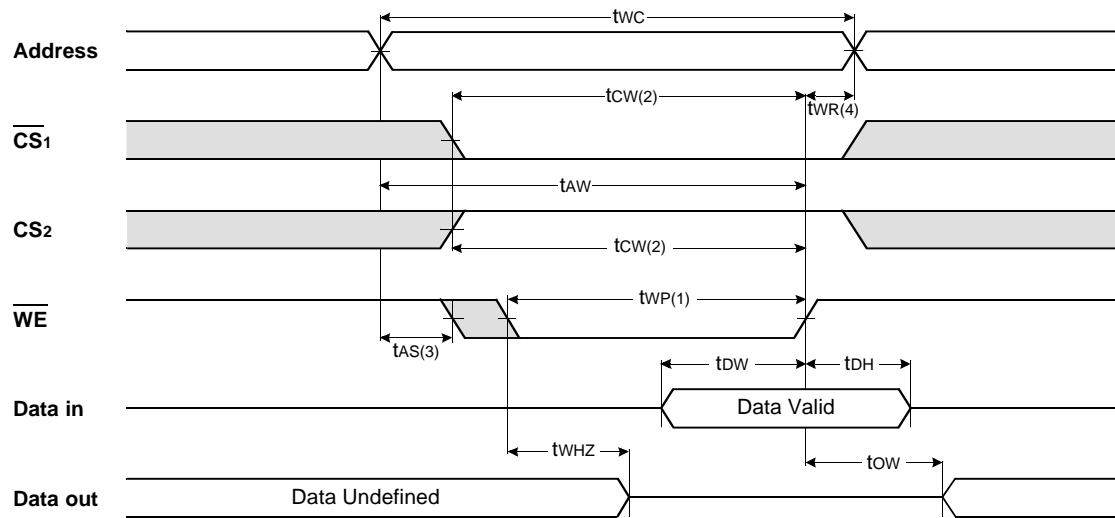 tWC
Address
tCW(2)
tWR(4)
CS1
tAW
CS2
tCW(2)
tWP(1)
WE
tAS(3)
tDW
tDH
Data in
Data Valid
tWHZ
tOW
Data out
Data Undefined